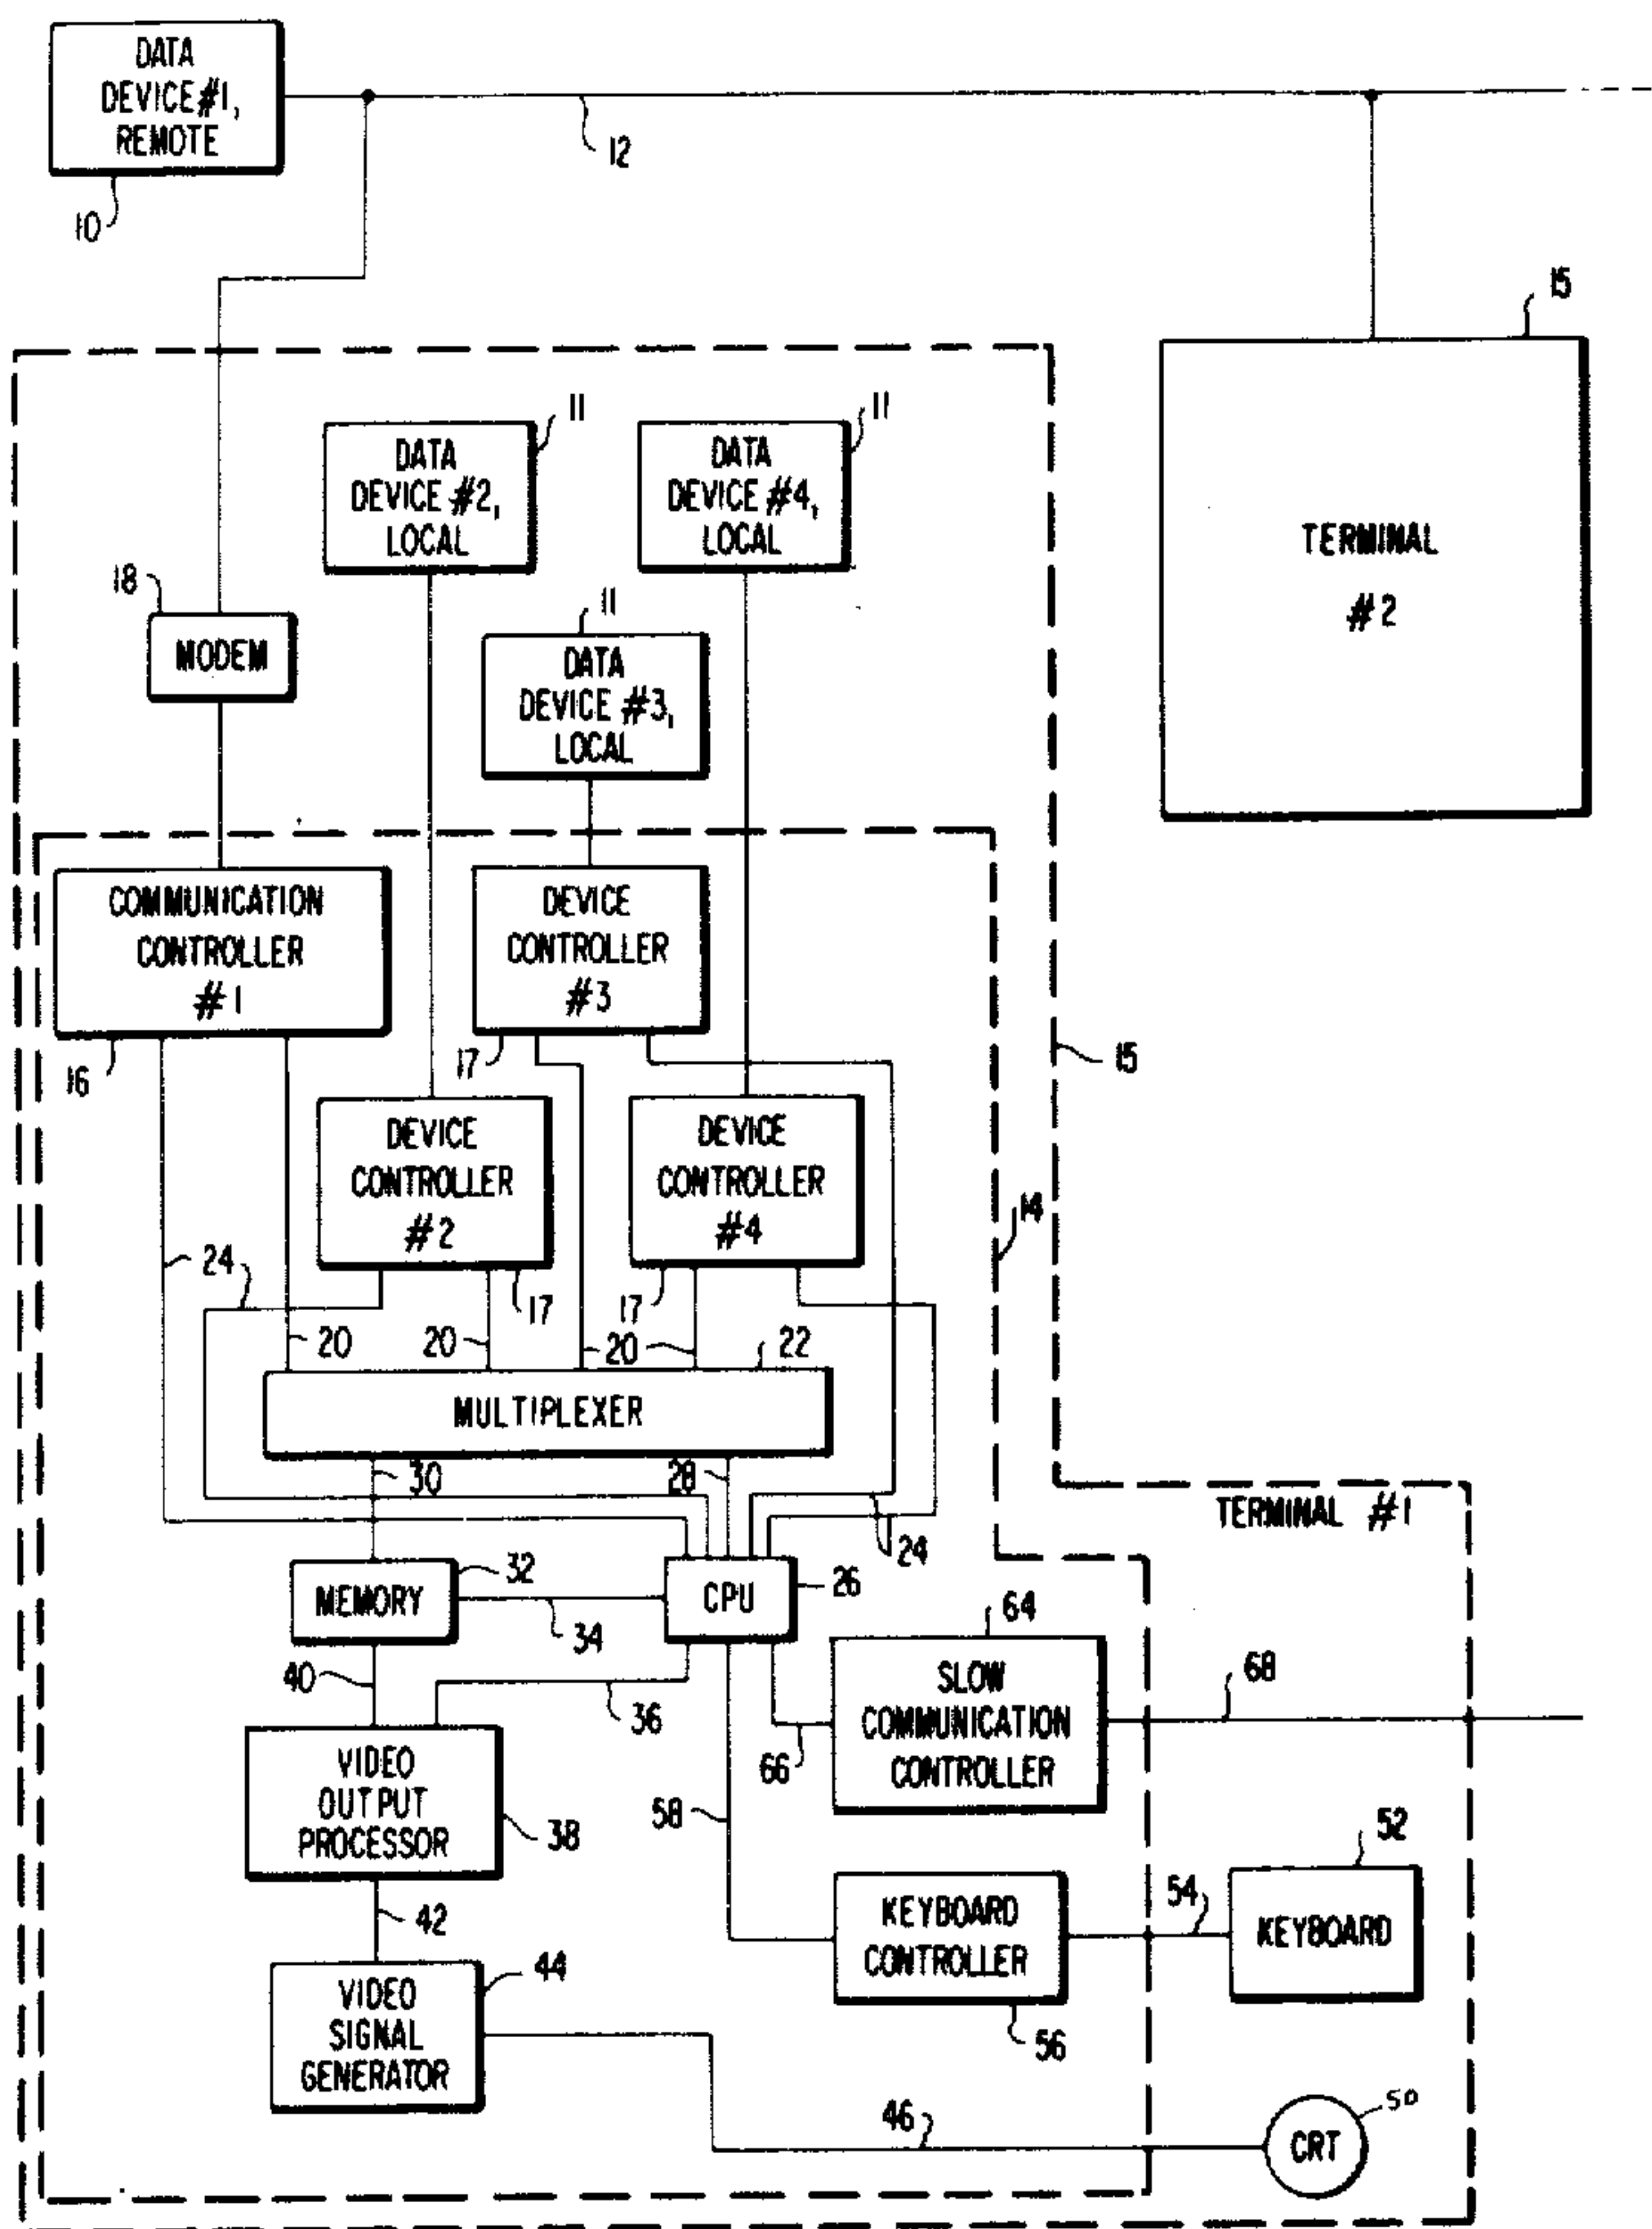 DATA
DEVICE #1,
REMOTE
10
12
15
TERMINAL
#2
11
DATA
DEVICE #2,
LOCAL
11
DATA
DEVICE #4,
LOCAL
18
MODEM
11
DATA
DEVICE #3,
LOCAL
COMMUNICATION
CONTROLLER
#1
16
DEVICE
CONTROLLER
#3
17
15
DEVICE
CONTROLLER
#2
17
DEVICE
CONTROLLER
#4
17
14
24
20
20
20
22
MULTIPLEXER
30
28
24
TERMINAL #1
MEMORY
32
34
CPU
26
40
36
64
SLOW
COMMUNICATION
CONTROLLER
66
68
VIDEO
OUTPUT
PROCESSOR
38
58
42
KEYBOARD
CONTROLLER
56
54
52
KEYBOARD
VIDEO
SIGNAL
GENERATOR
44
46
CRT
50